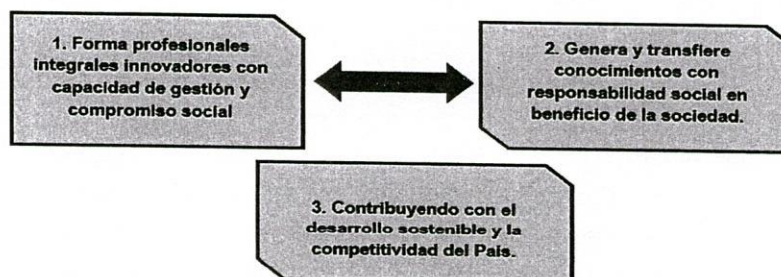 1. Forma profesionales
integrales innovadores con
capacidad de gestión y
compromiso social
2. Genera y transfiere
conocimientos con
responsabilidad social en
beneficio de la sociedad.
3. Contribuyendo con el
desarrollo sostenible y la
competitividad del Pais.